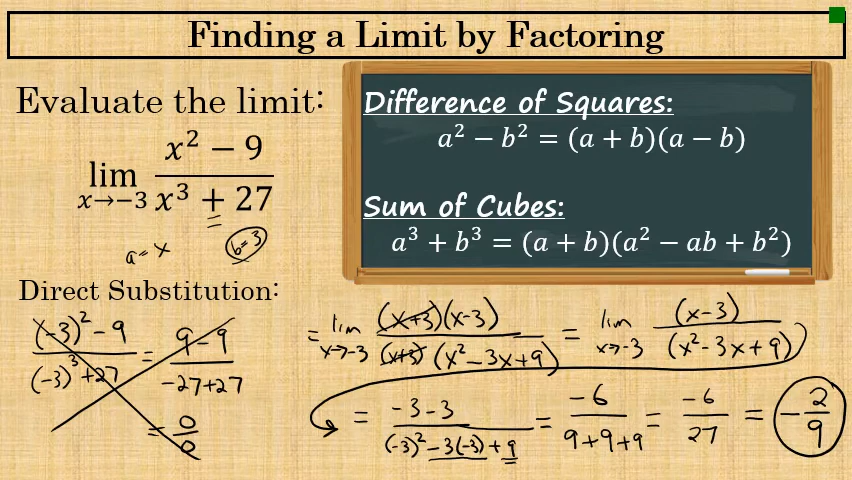 Finding a Limit by Factoring
Evaluate the limit:
lim x→−3 (x² − 9)/(x³ + 27)
a = x
b = 3
Difference of Squares:
a² − b² = (a + b)(a − b)
Sum of Cubes:
a³ + b³ = (a + b)(a² − ab + b²)
Direct Substitution:
((-3)² - 9)/((-3)³ + 27) = (9 - 9)/(-27 + 27)
= 0/0
= lim x→-3 ((x+3)(x-3))/((x+3)(x² - 3x + 9)) = lim x→-3 (x-3)/(x² - 3x + 9)
= (-3 - 3)/((-3)² - 3(-3) + 9) = -6/(9 + 9 + 9) = -6/27 = -2/9